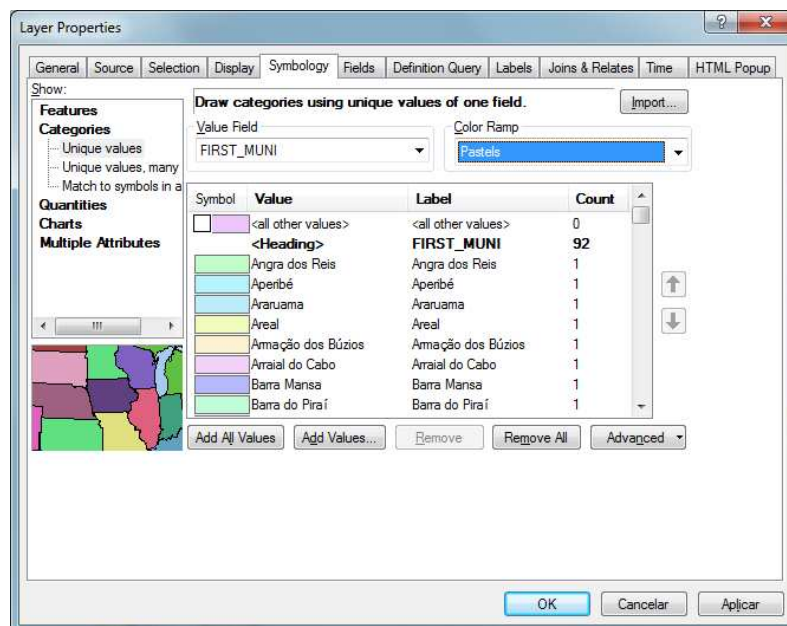 Layer Properties
General Source Selection Display Symbology Fields Definition Query Labels Joins & Relates Time HTML Popup
Show:
Features
Categories
Unique values
Unique values, many
Match to symbols in a
Quantities
Charts
Multiple Attributes
Draw categories using unique values of one field.
Import...
Value Field
FIRST_MUNI
Color Ramp
Pastels
Symbol Value Label Count
<all other values> <all other values> 0
<Heading> FIRST_MUNI 92
Angra dos Reis Angra dos Reis 1
Aperibé Aperibé 1
Araruama Araruama 1
Areal Areal 1
Armação dos Búzios Armação dos Búzios 1
Arraial do Cabo Arraial do Cabo 1
Barra Mansa Barra Mansa 1
Barra do Piraí Barra do Piraí 1
Add All Values Add Values... Remove Remove All Advanced
OK Cancelar Aplicar